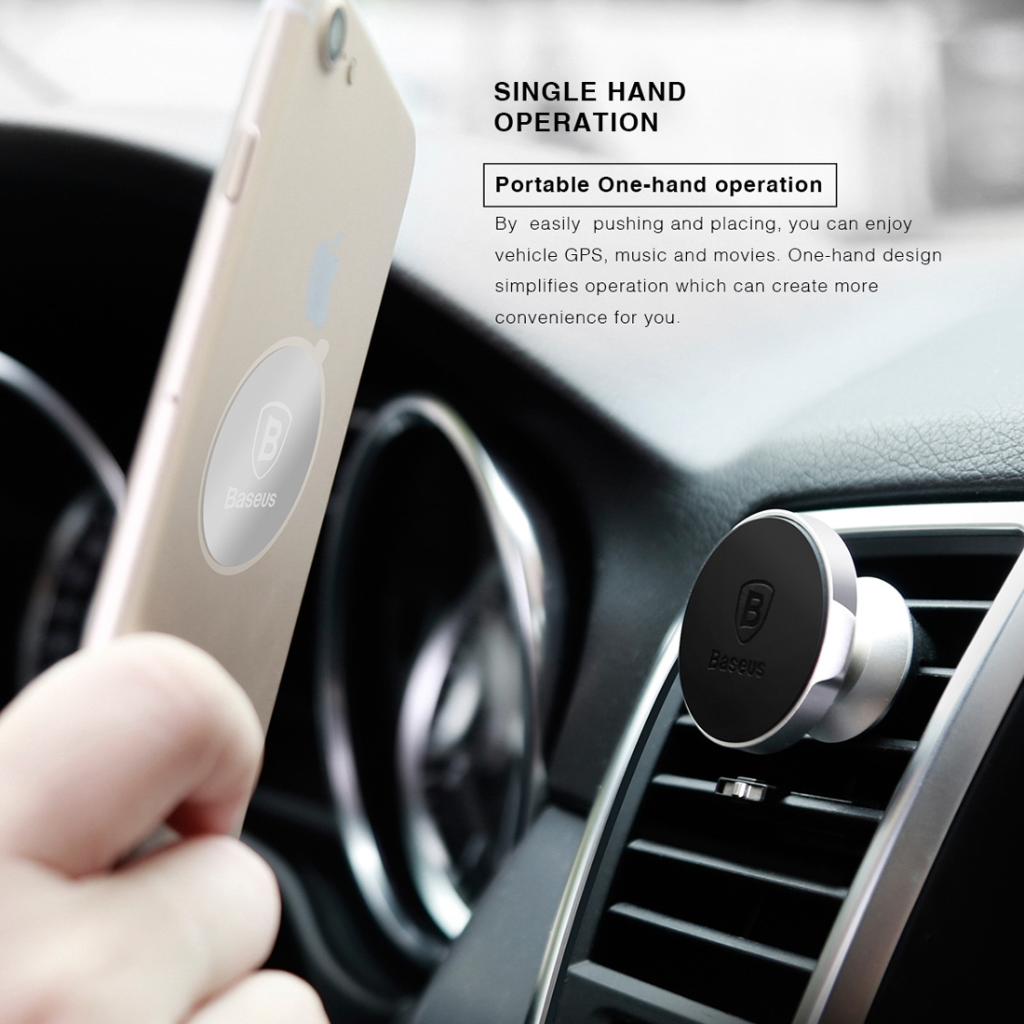 SINGLE HAND
OPERATION
Portable One-hand operation
By easily pushing and placing, you can enjoy
vehicle GPS, music and movies. One-hand design
simplifies operation which can create more
convenience for you.
B
Baseus
B
Baseus